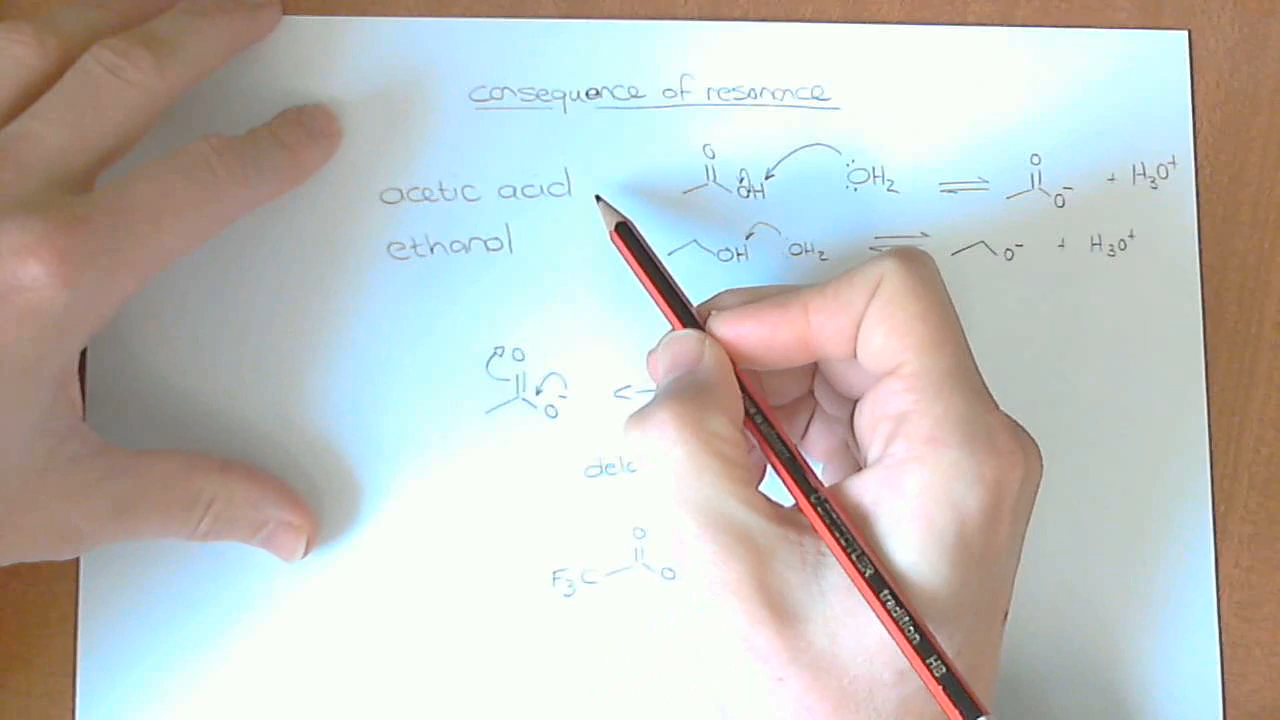 consequence of resonance
acetic acid
O
OH
:OH2
O
O-
+ H3O+
ethanol
OH
:OH2
O-
+ H3O+
O
O-
delo
O
F3C
O
STAEDTLER tradition HB